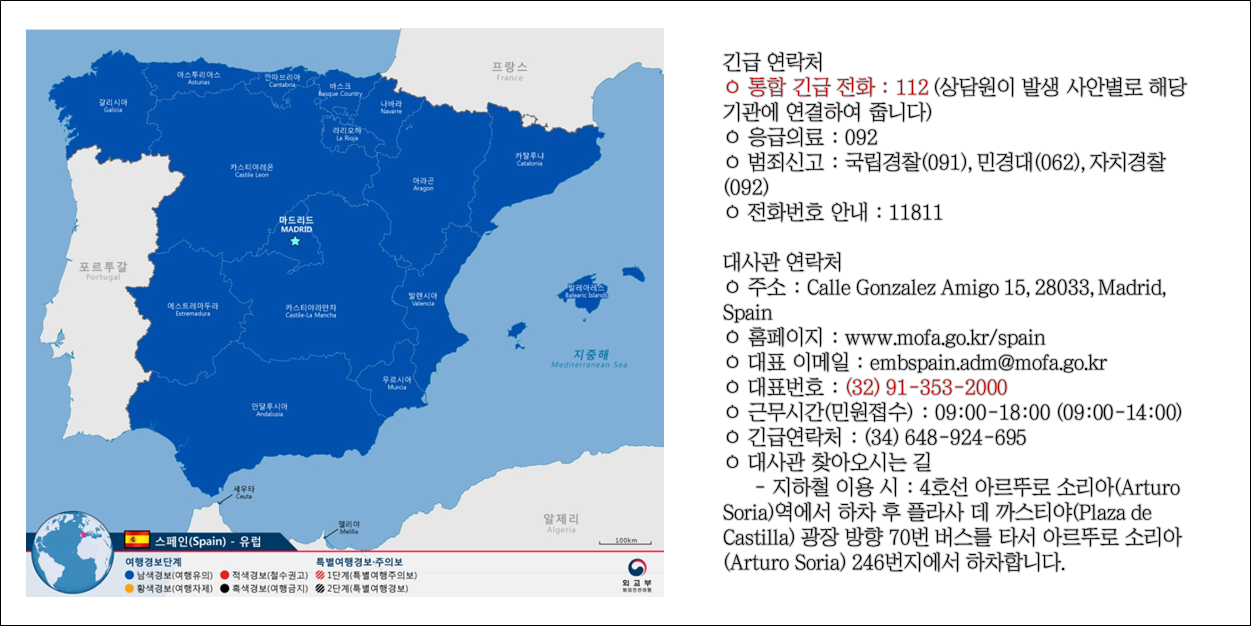 프랑스
France
아스투리아스
Asturias
깐따브리아
Cantabria
바스크
Basque Country
갈리시아
Galicia
나바라
Navarre
라리오하
La Rioja
카탈루냐
Catalonia
카스티야레온
Castile Leon
아라곤
Aragon
마드리드
MADRID
포르투갈
Portugal
에스트레마두라
Extremadura
카스티야라만차
Castile-La Mancha
발렌시아
Valencia
발레아레스
Balearic Islands
지중해
Mediterranean Sea
무르시아
Murcia
안달루시아
Andalusia
세우타
Ceuta
멜리야
Melilla
알제리
Algeria
100km
스페인(Spain) - 유럽
여행경보단계
남색경보(여행유의) 적색경보(철수권고)
황색경보(여행자제) 흑색경보(여행금지)
특별여행경보·주의보
1단계(특별여행주의보)
2단계(특별여행경보)
외교부
해외안전여행
긴급 연락처
ㅇ 통합 긴급 전화 : 112 (상담원이 발생 사안별로 해당
기관에 연결하여 줍니다)
ㅇ 응급의료 : 092
ㅇ 범죄신고 : 국립경찰(091), 민경대(062), 자치경찰
(092)
ㅇ 전화번호 안내 : 11811
대사관 연락처
ㅇ 주소 : Calle Gonzalez Amigo 15, 28033, Madrid,
Spain
ㅇ 홈페이지 : www.mofa.go.kr/spain
ㅇ 대표 이메일 : embspain.adm@mofa.go.kr
ㅇ 대표번호 : (32) 91-353-2000
ㅇ 근무시간(민원접수) : 09:00-18:00 (09:00-14:00)
ㅇ 긴급연락처 : (34) 648-924-695
ㅇ 대사관 찾아오시는 길
- 지하철 이용 시 : 4호선 아르뚜로 소리아(Arturo
Soria)역에서 하차 후 플라사 데 까스티야(Plaza de
Castilla) 광장 방향 70번 버스를 타서 아르뚜로 소리아
(Arturo Soria) 246번지에서 하차합니다.